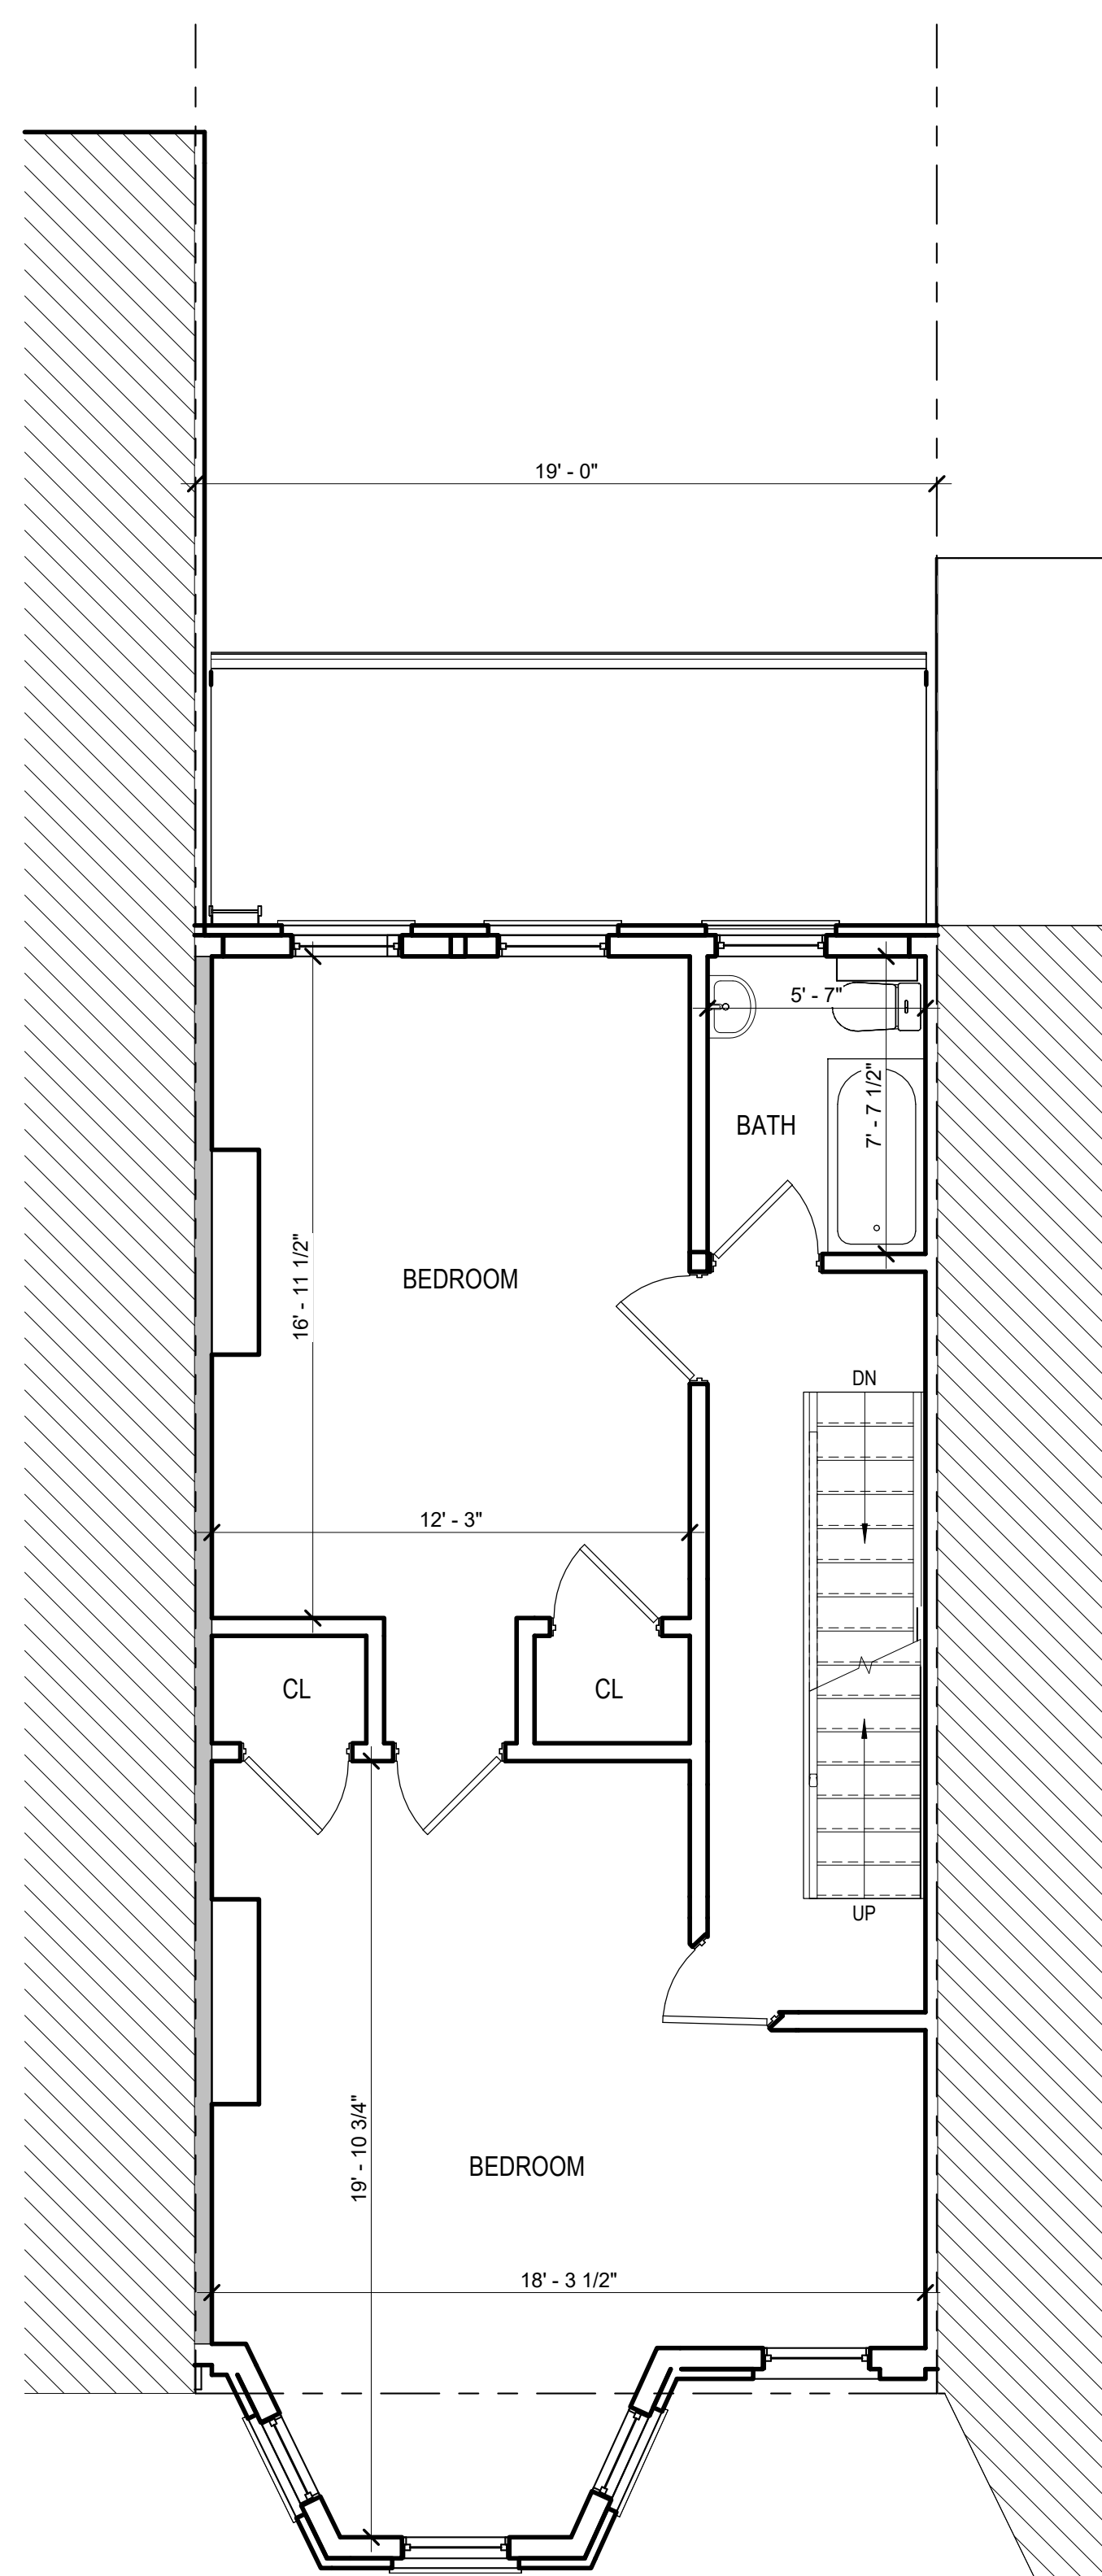 19' - 0"
5' - 7"
7' - 7 1/2"
BATH
16' - 11 1/2"
BEDROOM
DN
12' - 3"
CL
CL
UP
19' - 10 3/4"
BEDROOM
18' - 3 1/2"